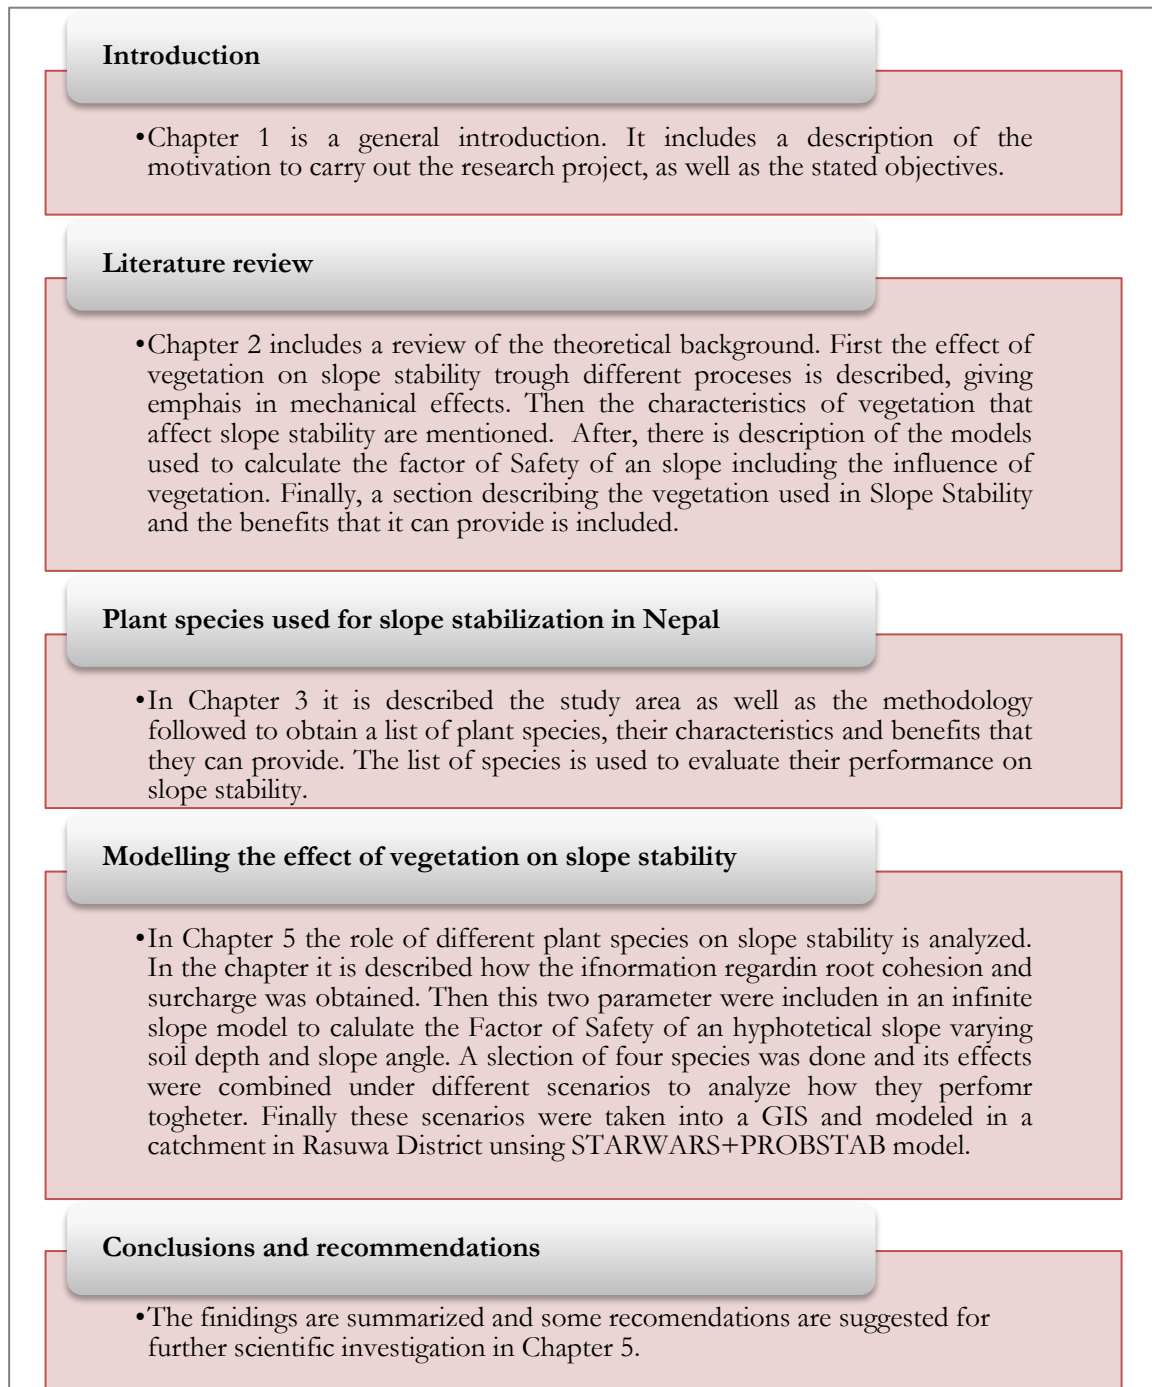 Introduction
•Chapter 1 is a general introduction. It includes a description of the
motivation to carry out the research project, as well as the stated objectives.
Literature review
•Chapter 2 includes a review of the theoretical background. First the effect of
vegetation on slope stability trough different proceses is described, giving
emphais in mechanical effects. Then the characteristics of vegetation that
affect slope stability are mentioned. After, there is description of the models
used to calculate the factor of Safety of an slope including the influence of
vegetation. Finally, a section describing the vegetation used in Slope Stability
and the benefits that it can provide is included.
Plant species used for slope stabilization in Nepal
•In Chapter 3 it is described the study area as well as the methodology
followed to obtain a list of plant species, their characteristics and benefits that
they can provide. The list of species is used to evaluate their performance on
slope stability.
Modelling the effect of vegetation on slope stability
•In Chapter 5 the role of different plant species on slope stability is analyzed.
In the chapter it is described how the ifnormation regardin root cohesion and
surcharge was obtained. Then this two parameter were includen in an infinite
slope model to calulate the Factor of Safety of an hyphotetical slope varying
soil depth and slope angle. A slection of four species was done and its effects
were combined under different scenarios to analyze how they perfomr
togheter. Finally these scenarios were taken into a GIS and modeled in a
catchment in Rasuwa District unsing STARWARS+PROBSTAB model.
Conclusions and recommendations
•The finidings are summarized and some recomendations are suggested for
further scientific investigation in Chapter 5.